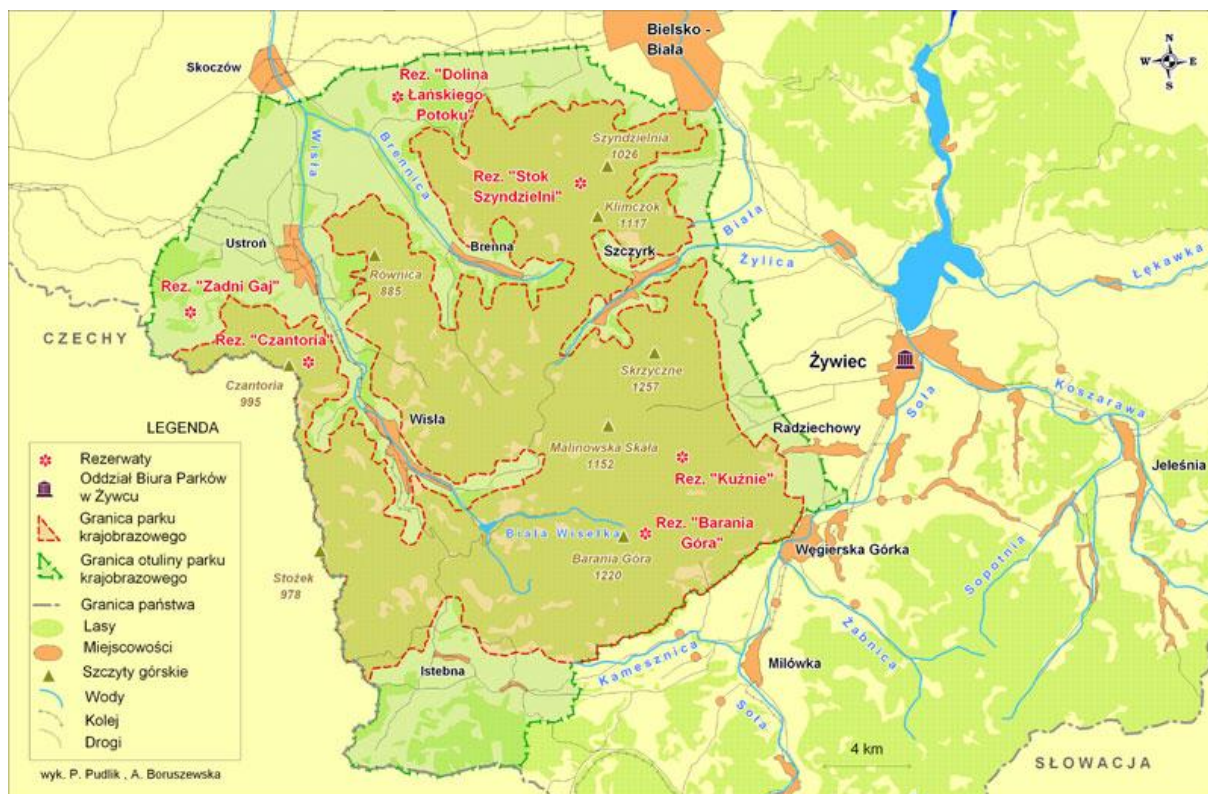 Bielsko -
Biała
N
W E
S
Skoczów
Rez. "Dolina
Łańskiego
Potoku"
Wisła
Brennica
Szyndzielnia
1026
Rez. "Stok
Szyndzielni"
Klimczok
1117
Biała
Ustroń
Brenna
Szczyrk
Żylica
Łękawka
Równica
885
Rez. "Zadni Gaj"
CZECHY
Rez. "Czantoria"
Czantoria
995
Skrzyczne
1257
Żywiec
Soła
Koszarawa
LEGENDA
Wisła
Malinowska Skała
1152
Radziechowy
Jeleśnia
Rez. "Kuźnie"
Rezerwaty
Oddział Biura Parków
w Żywcu
Granica parku
krajobrazowego
Granica otuliny parku
krajobrazowego
Granica państwa
Lasy
Miejscowości
Szczyty górskie
Wody
Kolej
Drogi
Biała Wisełka
Rez. "Barania
Góra"
Barania Góra
1220
Węgierska Górka
Sopotnia
Stożek
978
Żabnica
Istebna
Kamesznica
Milówka
Soła
4 km
SŁOWACJA
wyk. P. Pudlik , A. Boruszewska